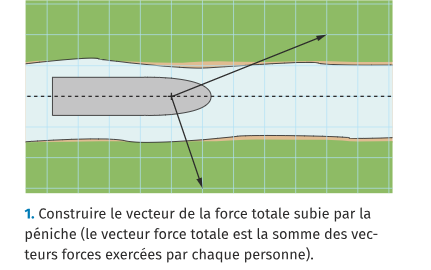 1. Construire le vecteur de la force totale subie par la
péniche (le vecteur force totale est la somme des vec-
teurs forces exercées par chaque personne).